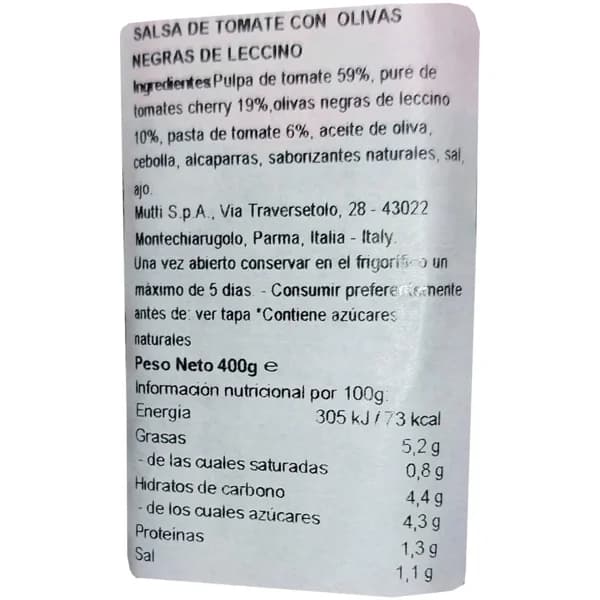 SALSA DE TOMATE CON OLIVAS
NEGRAS DE LECCINO
Ingredientes Pulpa de tomate 59%, puré de
tomates cherry 19%,olivas negras de leccino
10%, pasta de tomate 6%, aceite de oliva,
cebolla, alcaparras, saborizantes naturales, sal,
ajo.
Mutti S.p.A., Via Traversetolo, 28 - 43022
Montechiarugolo, Parma, Italia - Italy.
Una vez abierto conservar en el frigorífico un
máximo de 5 días. - Consumir preferentemente
antes de: ver tapa *Contiene azúcares
naturales
Peso Neto 400g e
Información nutricional por 100g:
Energía 305 kJ / 73 kcal
Grasas 5,2 g
- de las cuales saturadas 0,8 g
Hidratos de carbono 4,4 g
- de los cuales azúcares 4,3 g
Proteinas 1,3 g
Sal 1,1 g